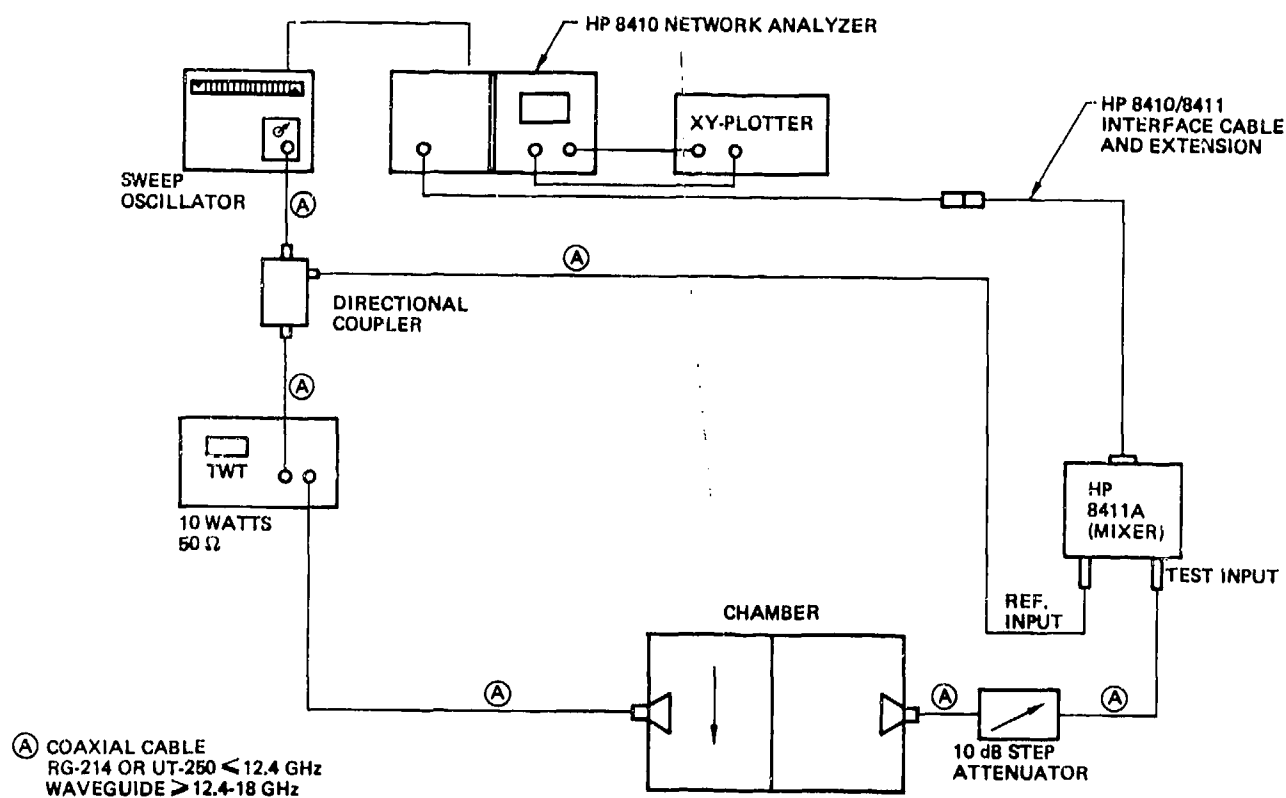 HP 8410 NETWORK ANALYZER
XY-PLOTTER
HP 8410/8411
INTERFACE CABLE
AND EXTENSION
SWEEP
OSCILLATOR
A
A
DIRECTIONAL
COUPLER
A
TWT
10 WATTS
50 Ω
HP
8411A
(MIXER)
TEST INPUT
REF.
INPUT
CHAMBER
A
A
A
10 dB STEP
ATTENUATOR
A COAXIAL CABLE
RG-214 OR UT-250 ≤ 12.4 GHz
WAVEGUIDE ≥ 12.4-18 GHz